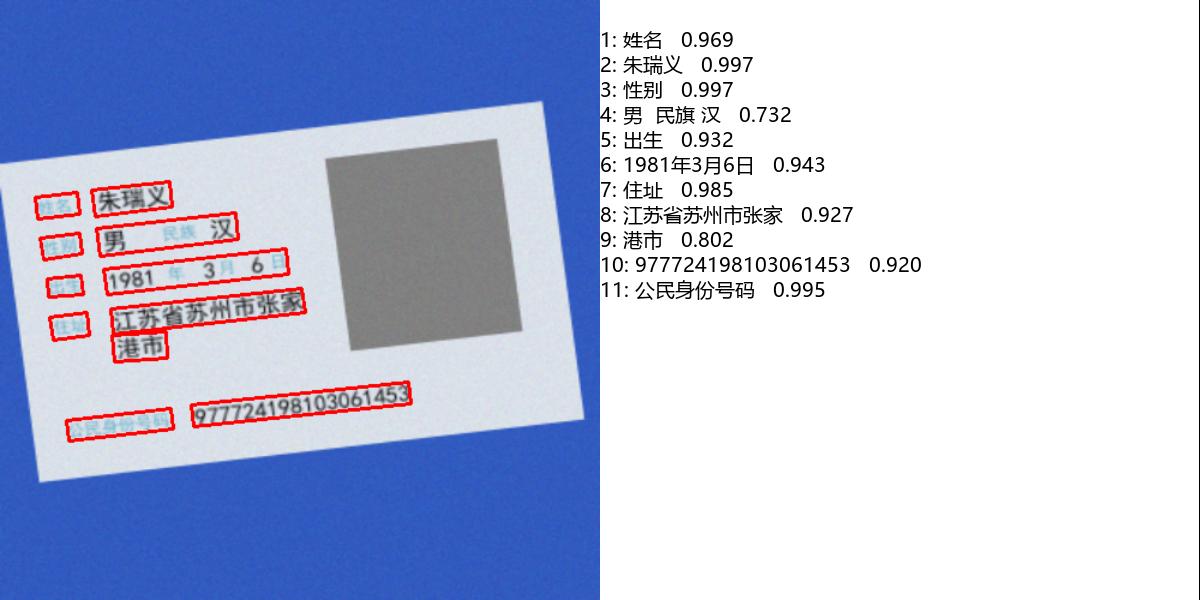 姓名 朱瑞义
性别 男 民族 汉
出生 1981 年 3 月 6 日
住址 江苏省苏州市张家
港市
公民身份号码 977724198103061453
1: 姓名 0.969
2: 朱瑞义 0.997
3: 性别 0.997
4: 男 民旗 汉 0.732
5: 出生 0.932
6: 1981年3月6日 0.943
7: 住址 0.985
8: 江苏省苏州市张家 0.927
9: 港市 0.802
10: 977724198103061453 0.920
11: 公民身份号码 0.995